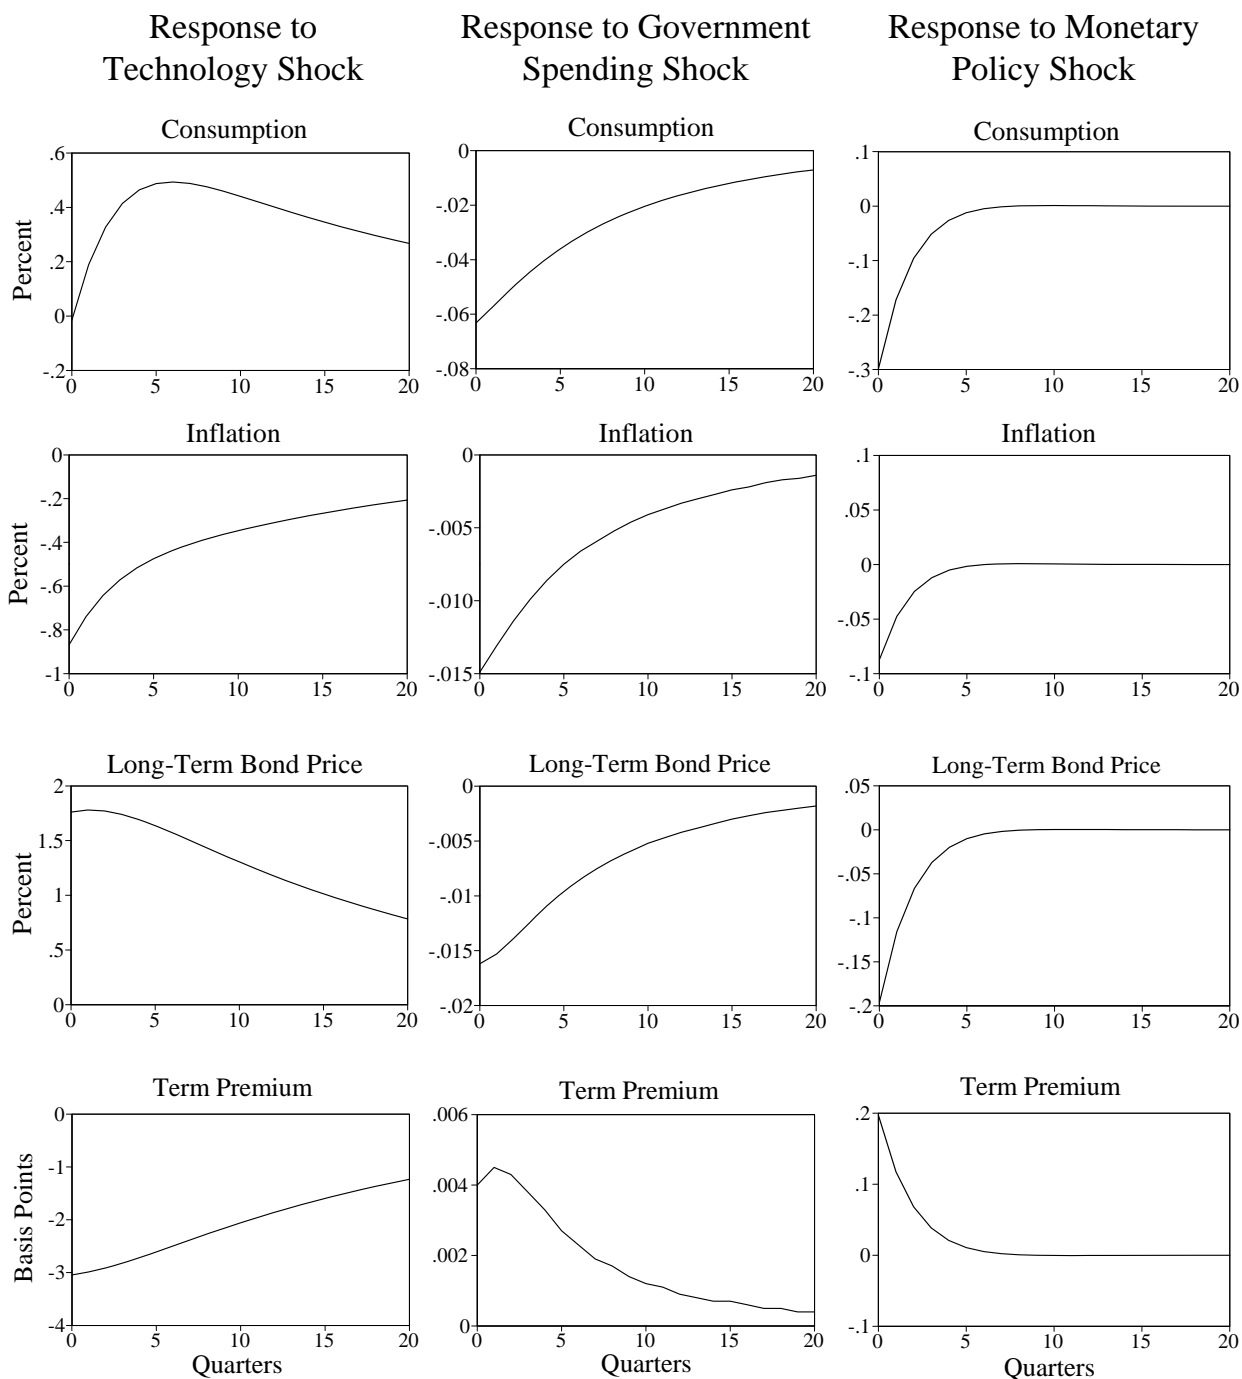 Response to
Technology Shock
Response to Government
Spending Shock
Response to Monetary
Policy Shock
Consumption
.6
.4
.2
0
-.2
Percent
0 5 10 15 20
Consumption
0
-.02
-.04
-.06
-.08
0 5 10 15 20
Consumption
.1
0
-.1
-.2
-.3
0 5 10 15 20
Inflation
0
-.2
-.4
-.6
-.8
-1
Percent
0 5 10 15 20
Inflation
0
-.005
-.010
-.015
0 5 10 15 20
Inflation
.1
.05
0
-.05
-.1
0 5 10 15 20
Long-Term Bond Price
2
1.5
1
.5
0
Percent
0 5 10 15 20
Long-Term Bond Price
0
-.005
-.01
-.015
-.02
0 5 10 15 20
Long-Term Bond Price
.05
0
-.05
-.1
-.15
-.2
0 5 10 15 20
Term Premium
0
-1
-2
-3
-4
Basis Points
0 5 10 15 20
Quarters
Term Premium
.006
.004
.002
0
0 5 10 15 20
Quarters
Term Premium
.2
.1
0
-.1
0 5 10 15 20
Quarters